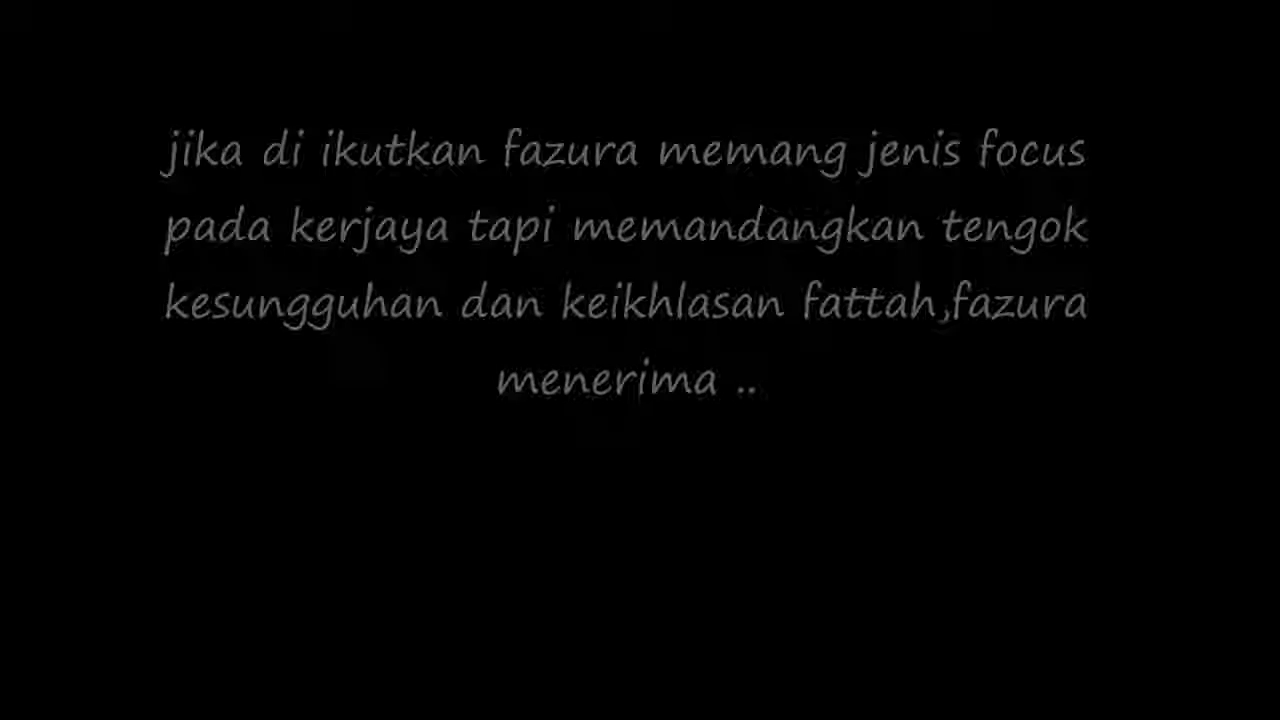 jika di ikutkan fazura memang jenis focus
pada kerjaya tapi memandangkan tengok
kesungguhan dan keikhlasan fattah,fazura
menerima ..